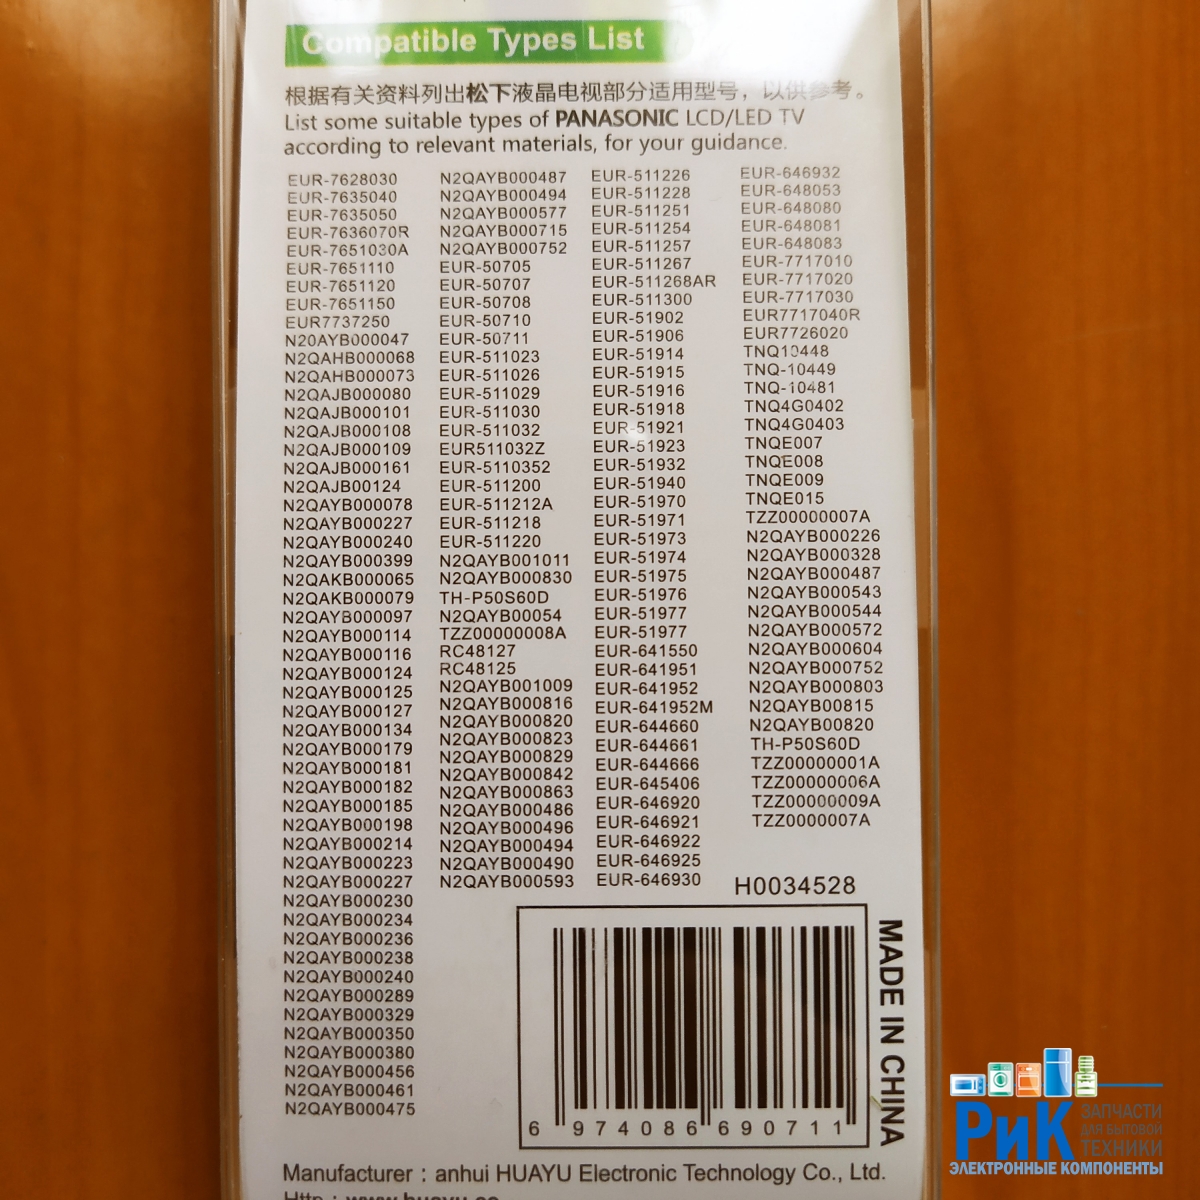 Compatible Types List
根据有关资料列出松下液晶电视部分适用型号，以供参考。
List some suitable types of PANASONIC LCD/LED TV
according to relevant materials, for your guidance.
EUR-7628030
EUR-7635040
EUR-7635050
EUR-7636070R
EUR-7651030A
EUR-7651110
EUR-7651120
EUR-7651150
EUR7737250
N20AYB000047
N2QAHB000068
N2QAHB000073
N2QAJB000080
N2QAJB000101
N2QAJB000108
N2QAJB000109
N2QAJB000161
N2QAJB00124
N2QAYB000078
N2QAYB000227
N2QAYB000240
N2QAYB000399
N2QAKB000065
N2QAKB000079
N2QAYB000097
N2QAYB000114
N2QAYB000116
N2QAYB000124
N2QAYB000125
N2QAYB000127
N2QAYB000134
N2QAYB000179
N2QAYB000181
N2QAYB000182
N2QAYB000185
N2QAYB000198
N2QAYB000214
N2QAYB000223
N2QAYB000227
N2QAYB000230
N2QAYB000234
N2QAYB000236
N2QAYB000238
N2QAYB000240
N2QAYB000289
N2QAYB000329
N2QAYB000350
N2QAYB000380
N2QAYB000456
N2QAYB000461
N2QAYB000475
N2QAYB000487
N2QAYB000494
N2QAYB000577
N2QAYB000715
N2QAYB000752
EUR-50705
EUR-50707
EUR-50708
EUR-50710
EUR-50711
EUR-511023
EUR-511026
EUR-511029
EUR-511030
EUR-511032
EUR511032Z
EUR-5110352
EUR-511200
EUR-511212A
EUR-511218
EUR-511220
N2QAYB001011
N2QAYB000830
TH-P50S60D
N2QAYB00054
TZZ00000008A
RC48127
RC48125
N2QAYB001009
N2QAYB000816
N2QAYB000820
N2QAYB000823
N2QAYB000829
N2QAYB000842
N2QAYB000863
N2QAYB000486
N2QAYB000496
N2QAYB000494
N2QAYB000490
N2QAYB000593
EUR-511226
EUR-511228
EUR-511251
EUR-511254
EUR-511257
EUR-511267
EUR-511268AR
EUR-511300
EUR-51902
EUR-51906
EUR-51914
EUR-51915
EUR-51916
EUR-51918
EUR-51921
EUR-51923
EUR-51932
EUR-51940
EUR-51970
EUR-51971
EUR-51973
EUR-51974
EUR-51975
EUR-51976
EUR-51977
EUR-51977
EUR-641550
EUR-641951
EUR-641952
EUR-641952M
EUR-644660
EUR-644661
EUR-644666
EUR-645406
EUR-646920
EUR-646921
EUR-646922
EUR-646925
EUR-646930
EUR-646932
EUR-648053
EUR-648080
EUR-648081
EUR-648083
EUR-7717010
EUR-7717020
EUR-7717030
EUR7717040R
EUR7726020
TNQ10448
TNQ-10449
TNQ-10481
TNQ4G0402
TNQ4G0403
TNQE007
TNQE008
TNQE009
TNQE015
TZZ00000007A
N2QAYB000226
N2QAYB000328
N2QAYB000487
N2QAYB000543
N2QAYB000544
N2QAYB000572
N2QAYB000604
N2QAYB000752
N2QAYB000803
N2QAYB00815
N2QAYB00820
TH-P50S60D
TZZ00000001A
TZZ00000006A
TZZ00000009A
TZZ0000007A
H0034528
6 974086 690711
MADE IN CHINA
Manufacturer : anhui HUAYU Electronic Technology Co., Ltd.
Http : www.huayu.cc
РиК
ЗАПЧАСТИ
ДЛЯ БЫТОВОЙ
ТЕХНИКИ
ЭЛЕКТРОННЫЕ КОМПОНЕНТЫ